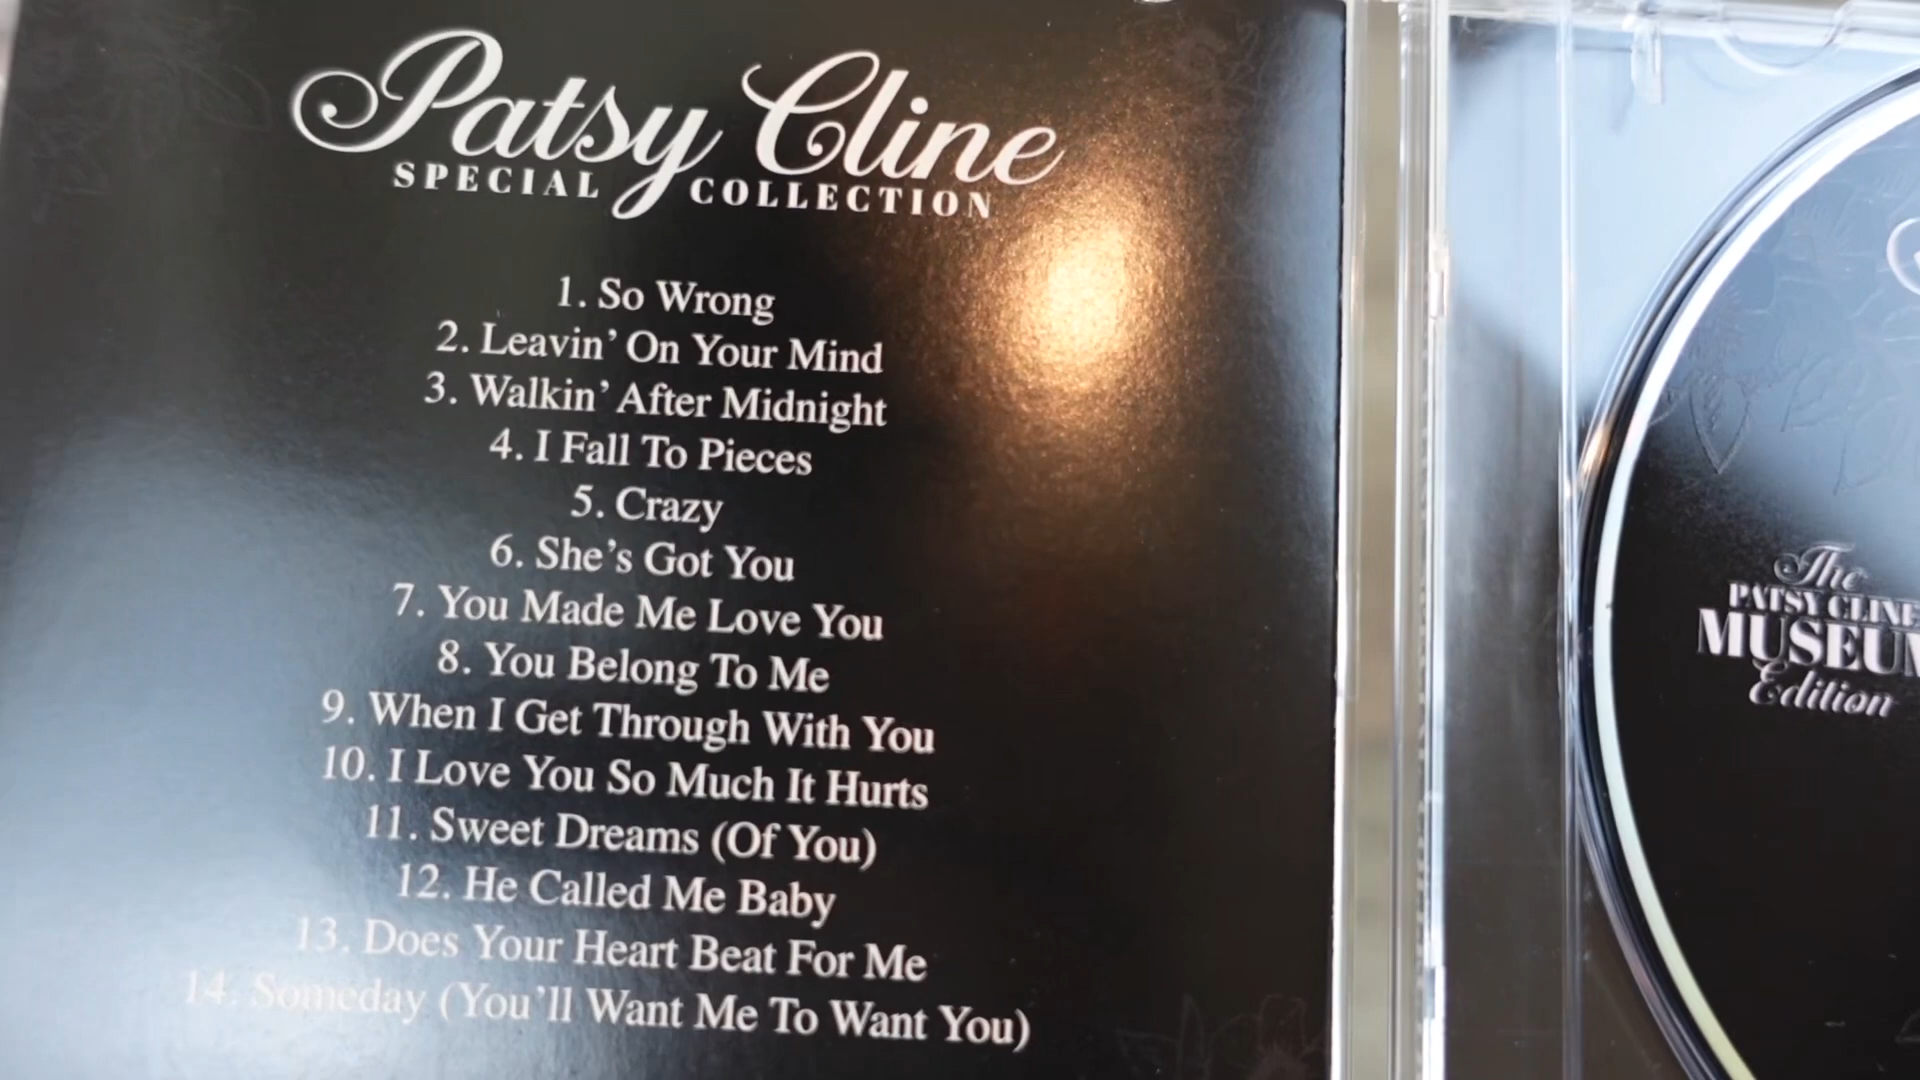 Patsy Cline
SPECIAL COLLECTION
1. So Wrong
2. Leavin’ On Your Mind
3. Walkin’ After Midnight
4. I Fall To Pieces
5. Crazy
6. She’s Got You
7. You Made Me Love You
8. You Belong To Me
9. When I Get Through With You
10. I Love You So Much It Hurts
11. Sweet Dreams (Of You)
12. He Called Me Baby
13. Does Your Heart Beat For Me
14. Someday (You’ll Want Me To Want You)
The
PATSY CLINE
MUSEUM
Edition